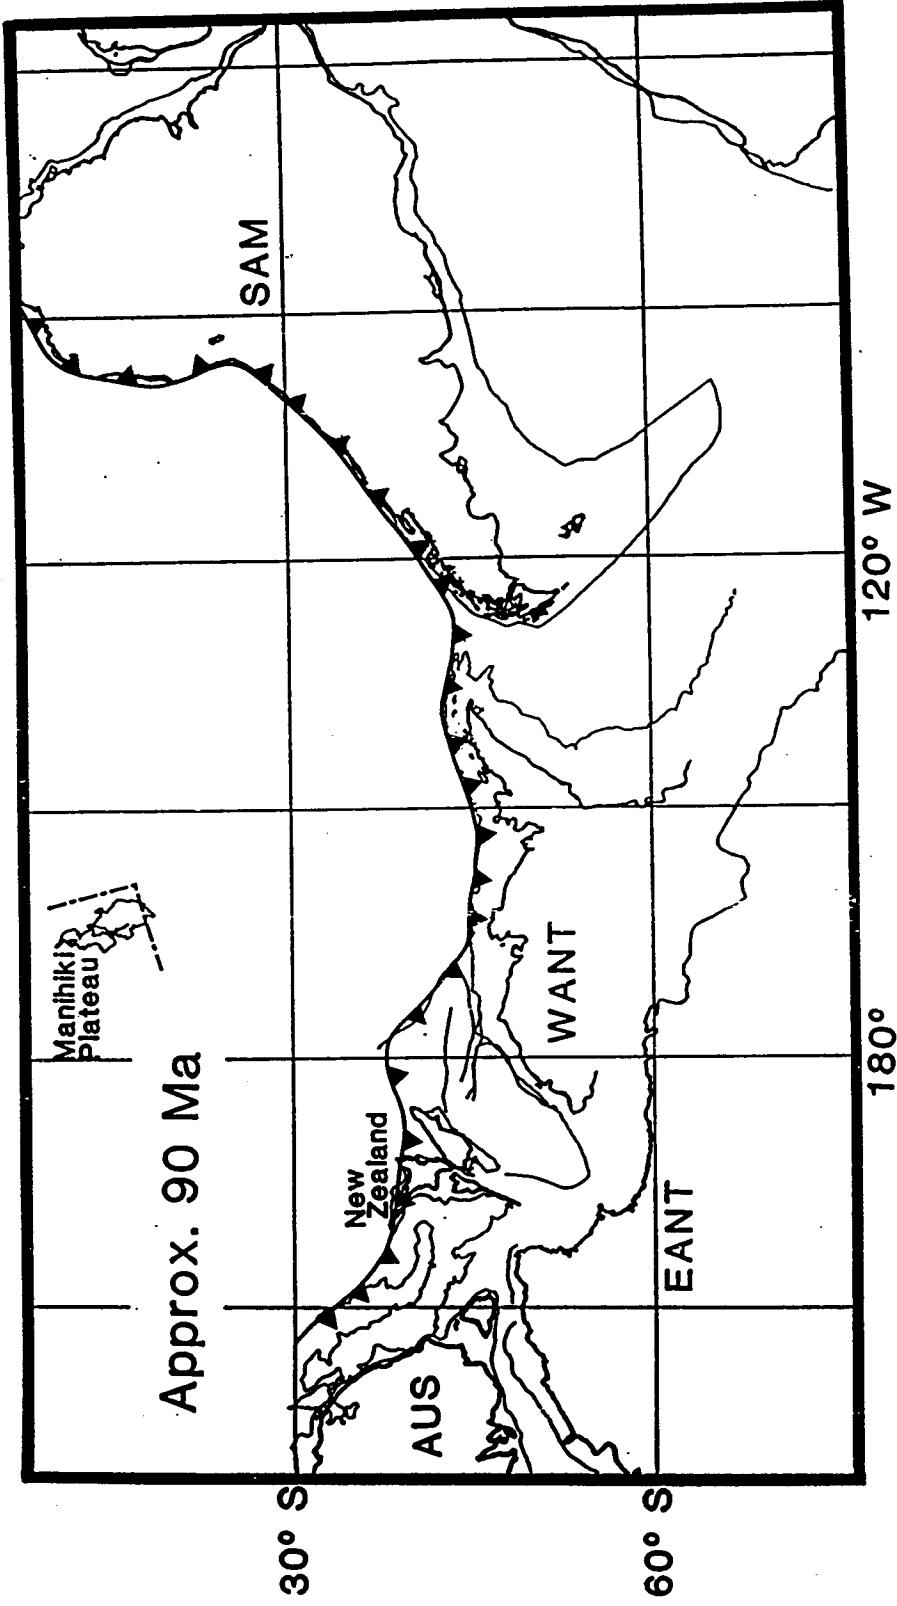 Approx. 90 Ma
Manihiki
Plateau
SAM
New
Zealand
AUS
WANT
EANT
30° S
60° S
180°
120° W